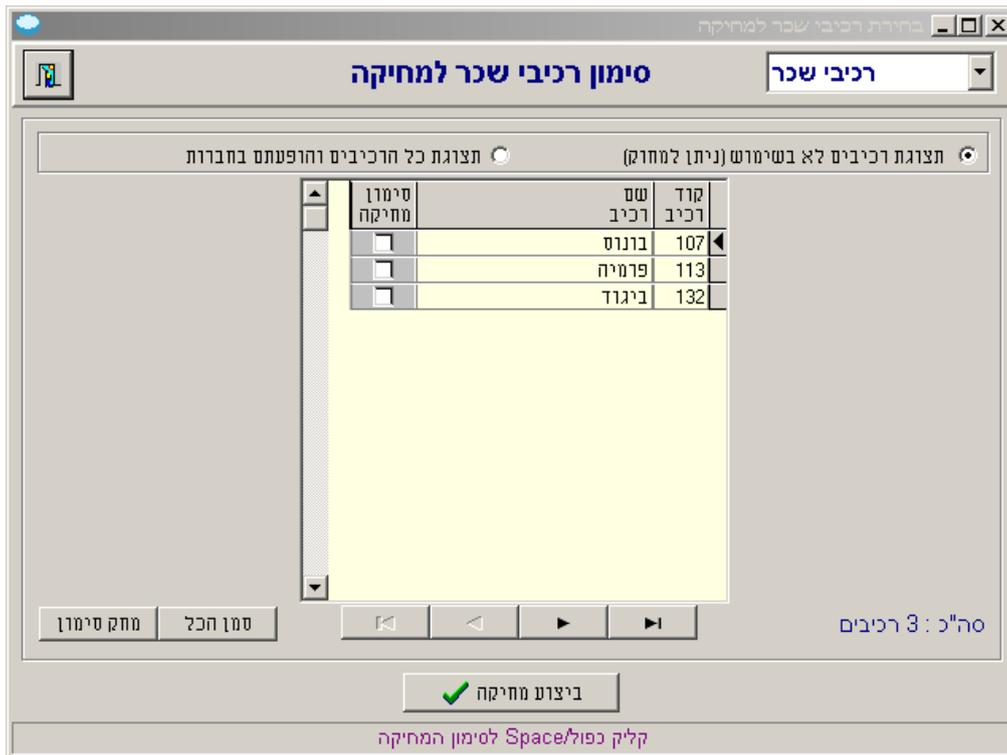 בחירת רכיבי שכר למחיקה
רכיבי שכר
סימון רכיבי שכר למחיקה
תצוגת רכיבים לא בשימוש (ניתן למחוק)
תצוגת כל הרכיבים והופעתם בחברות
קוד רכיב
שם רכיב
סימון מחיקה
107 בונוס
113 פרמיה
132 ביגוד
סה"כ : 3 רכיבים
סמן הכל
מחק סימון
ביצוע מחיקה
קליק כפול/Space לסימון המחיקה